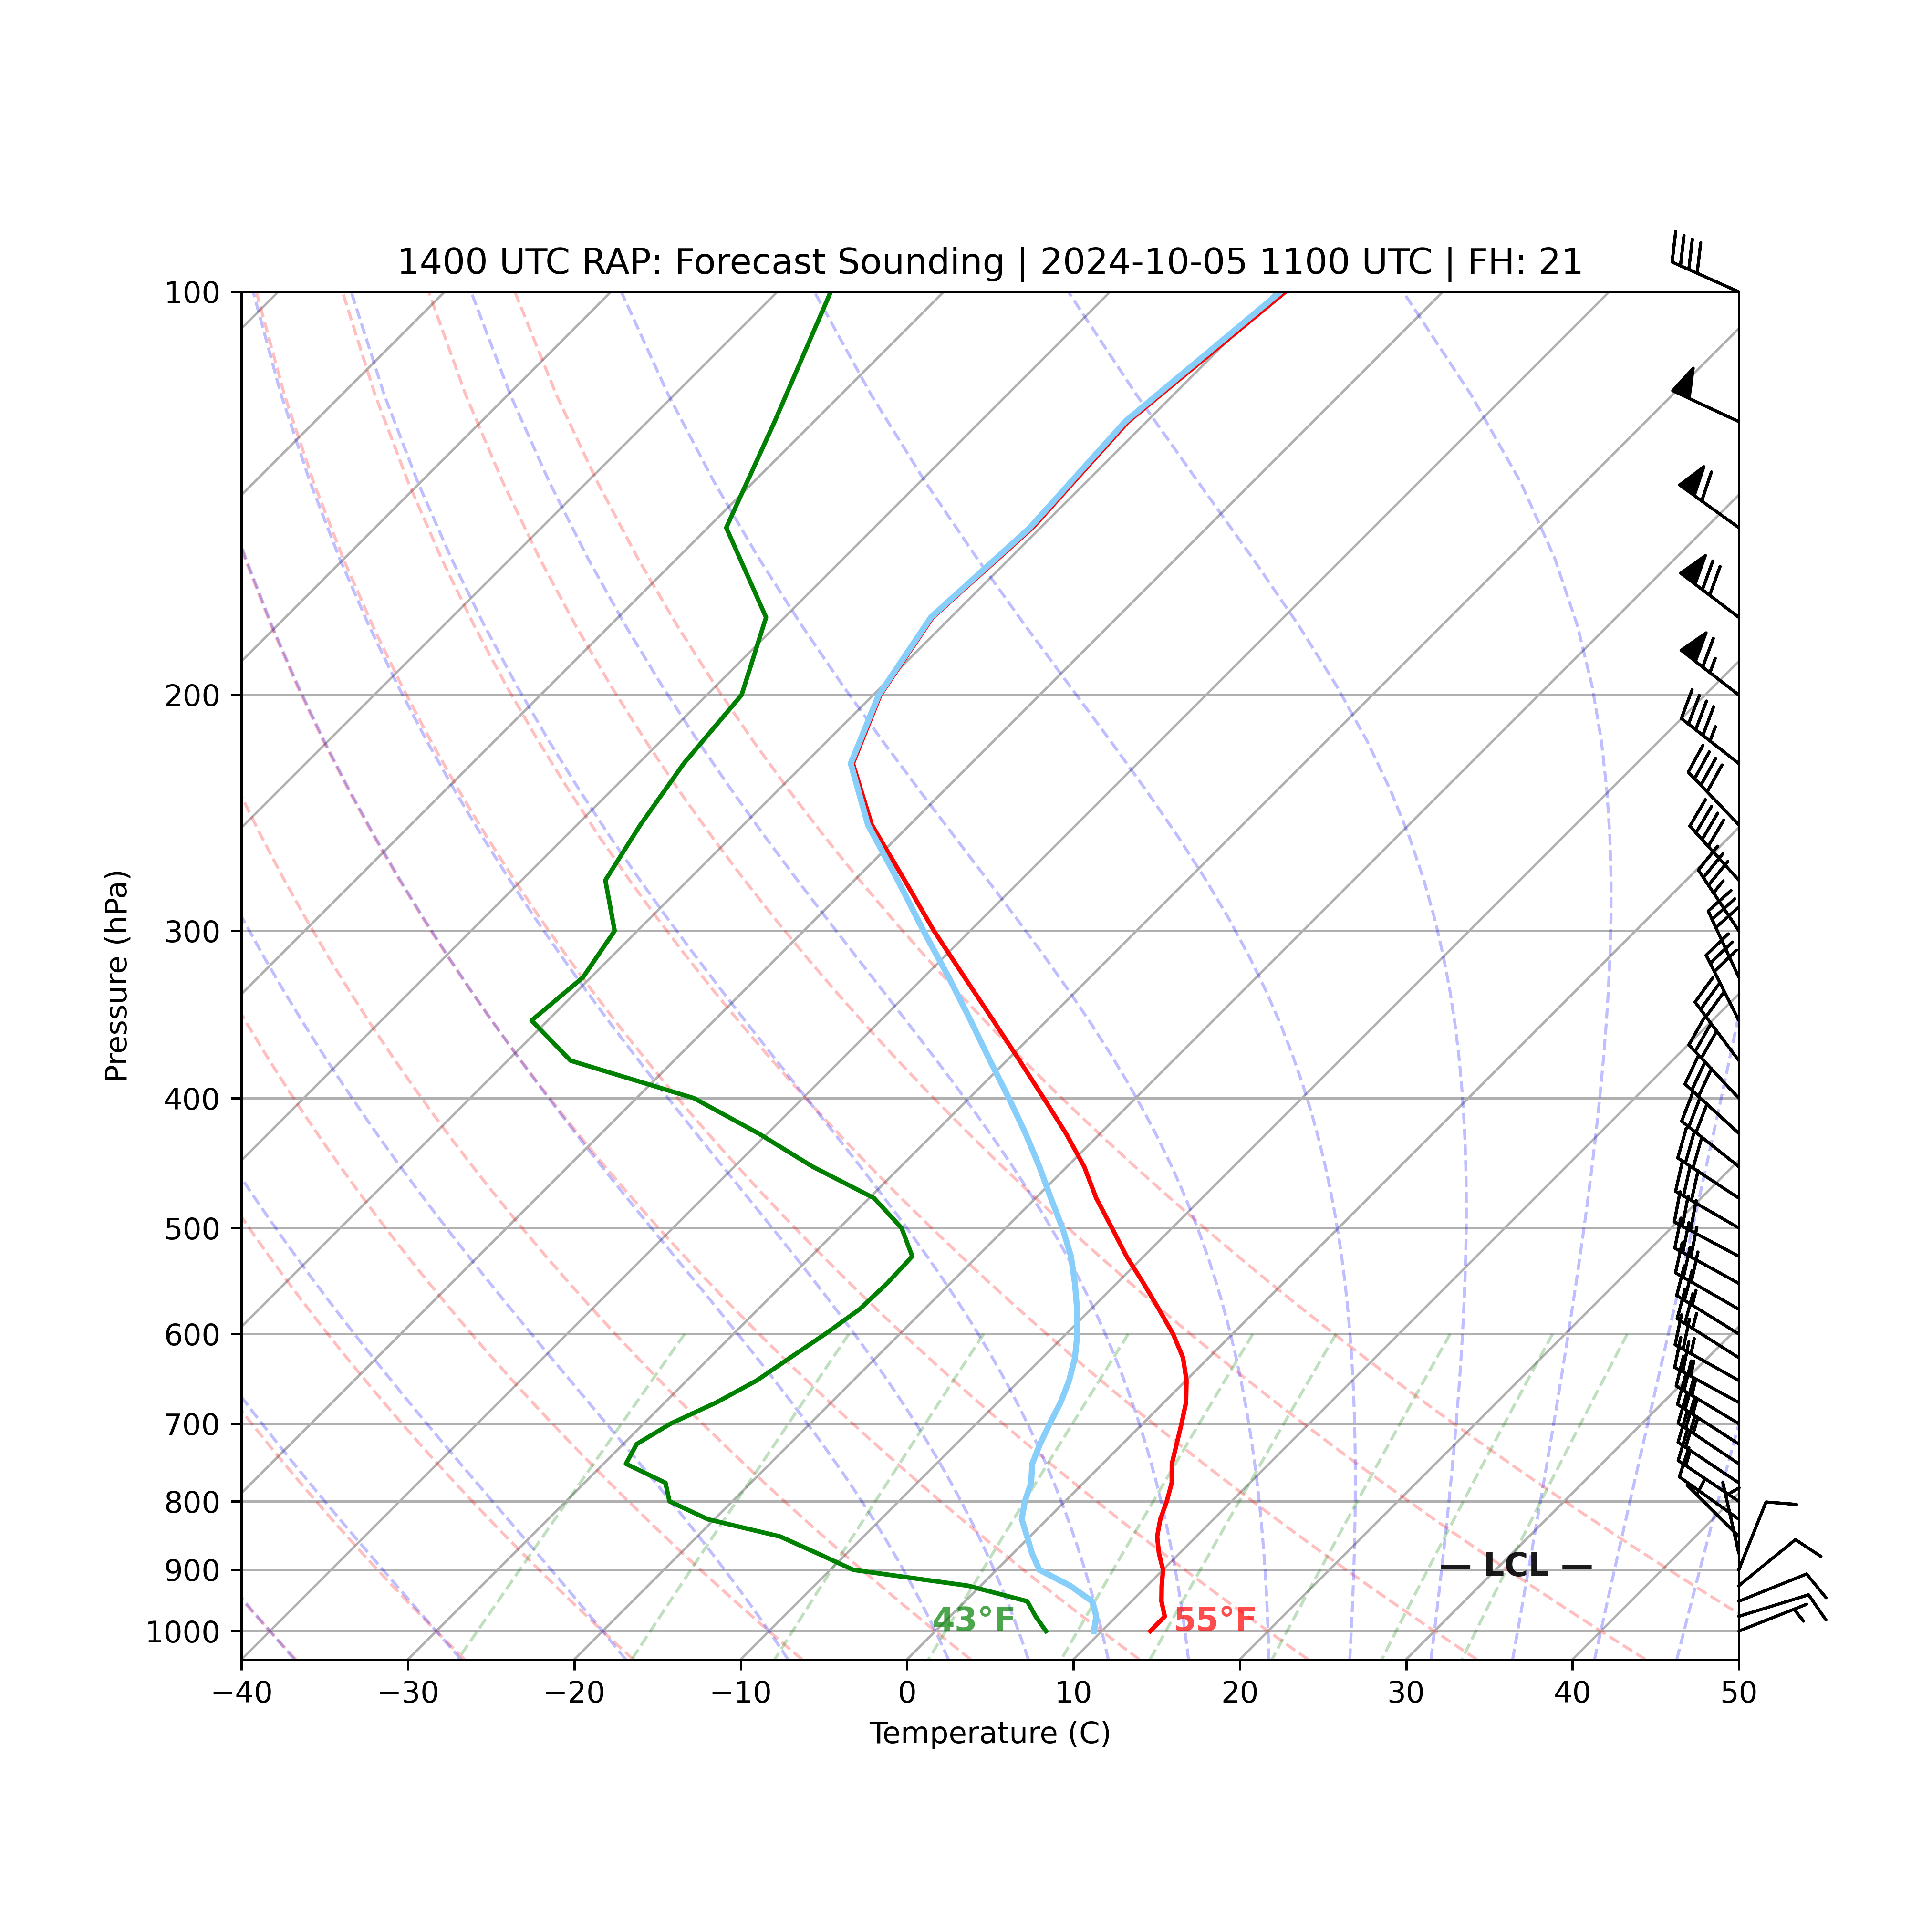 1400 UTC RAP: Forecast Sounding | 2024-10-05 1100 UTC | FH: 21
100
200
300
400
500
600
700
800
900
1000
Pressure (hPa)
— LCL —
43°F
55°F
−40 −30 −20 −10 0 10 20 30 40 50
Temperature (C)